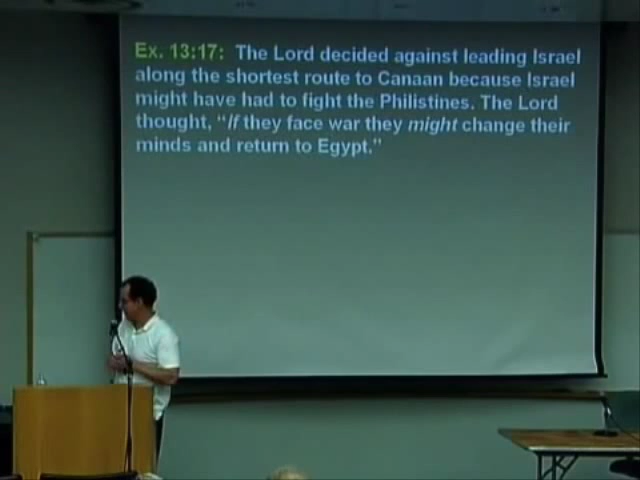 Ex. 13:17: The Lord decided against leading Israel
along the shortest route to Canaan because Israel
might have had to fight the Philistines. The Lord
thought, “If they face war they might change their
minds and return to Egypt.”